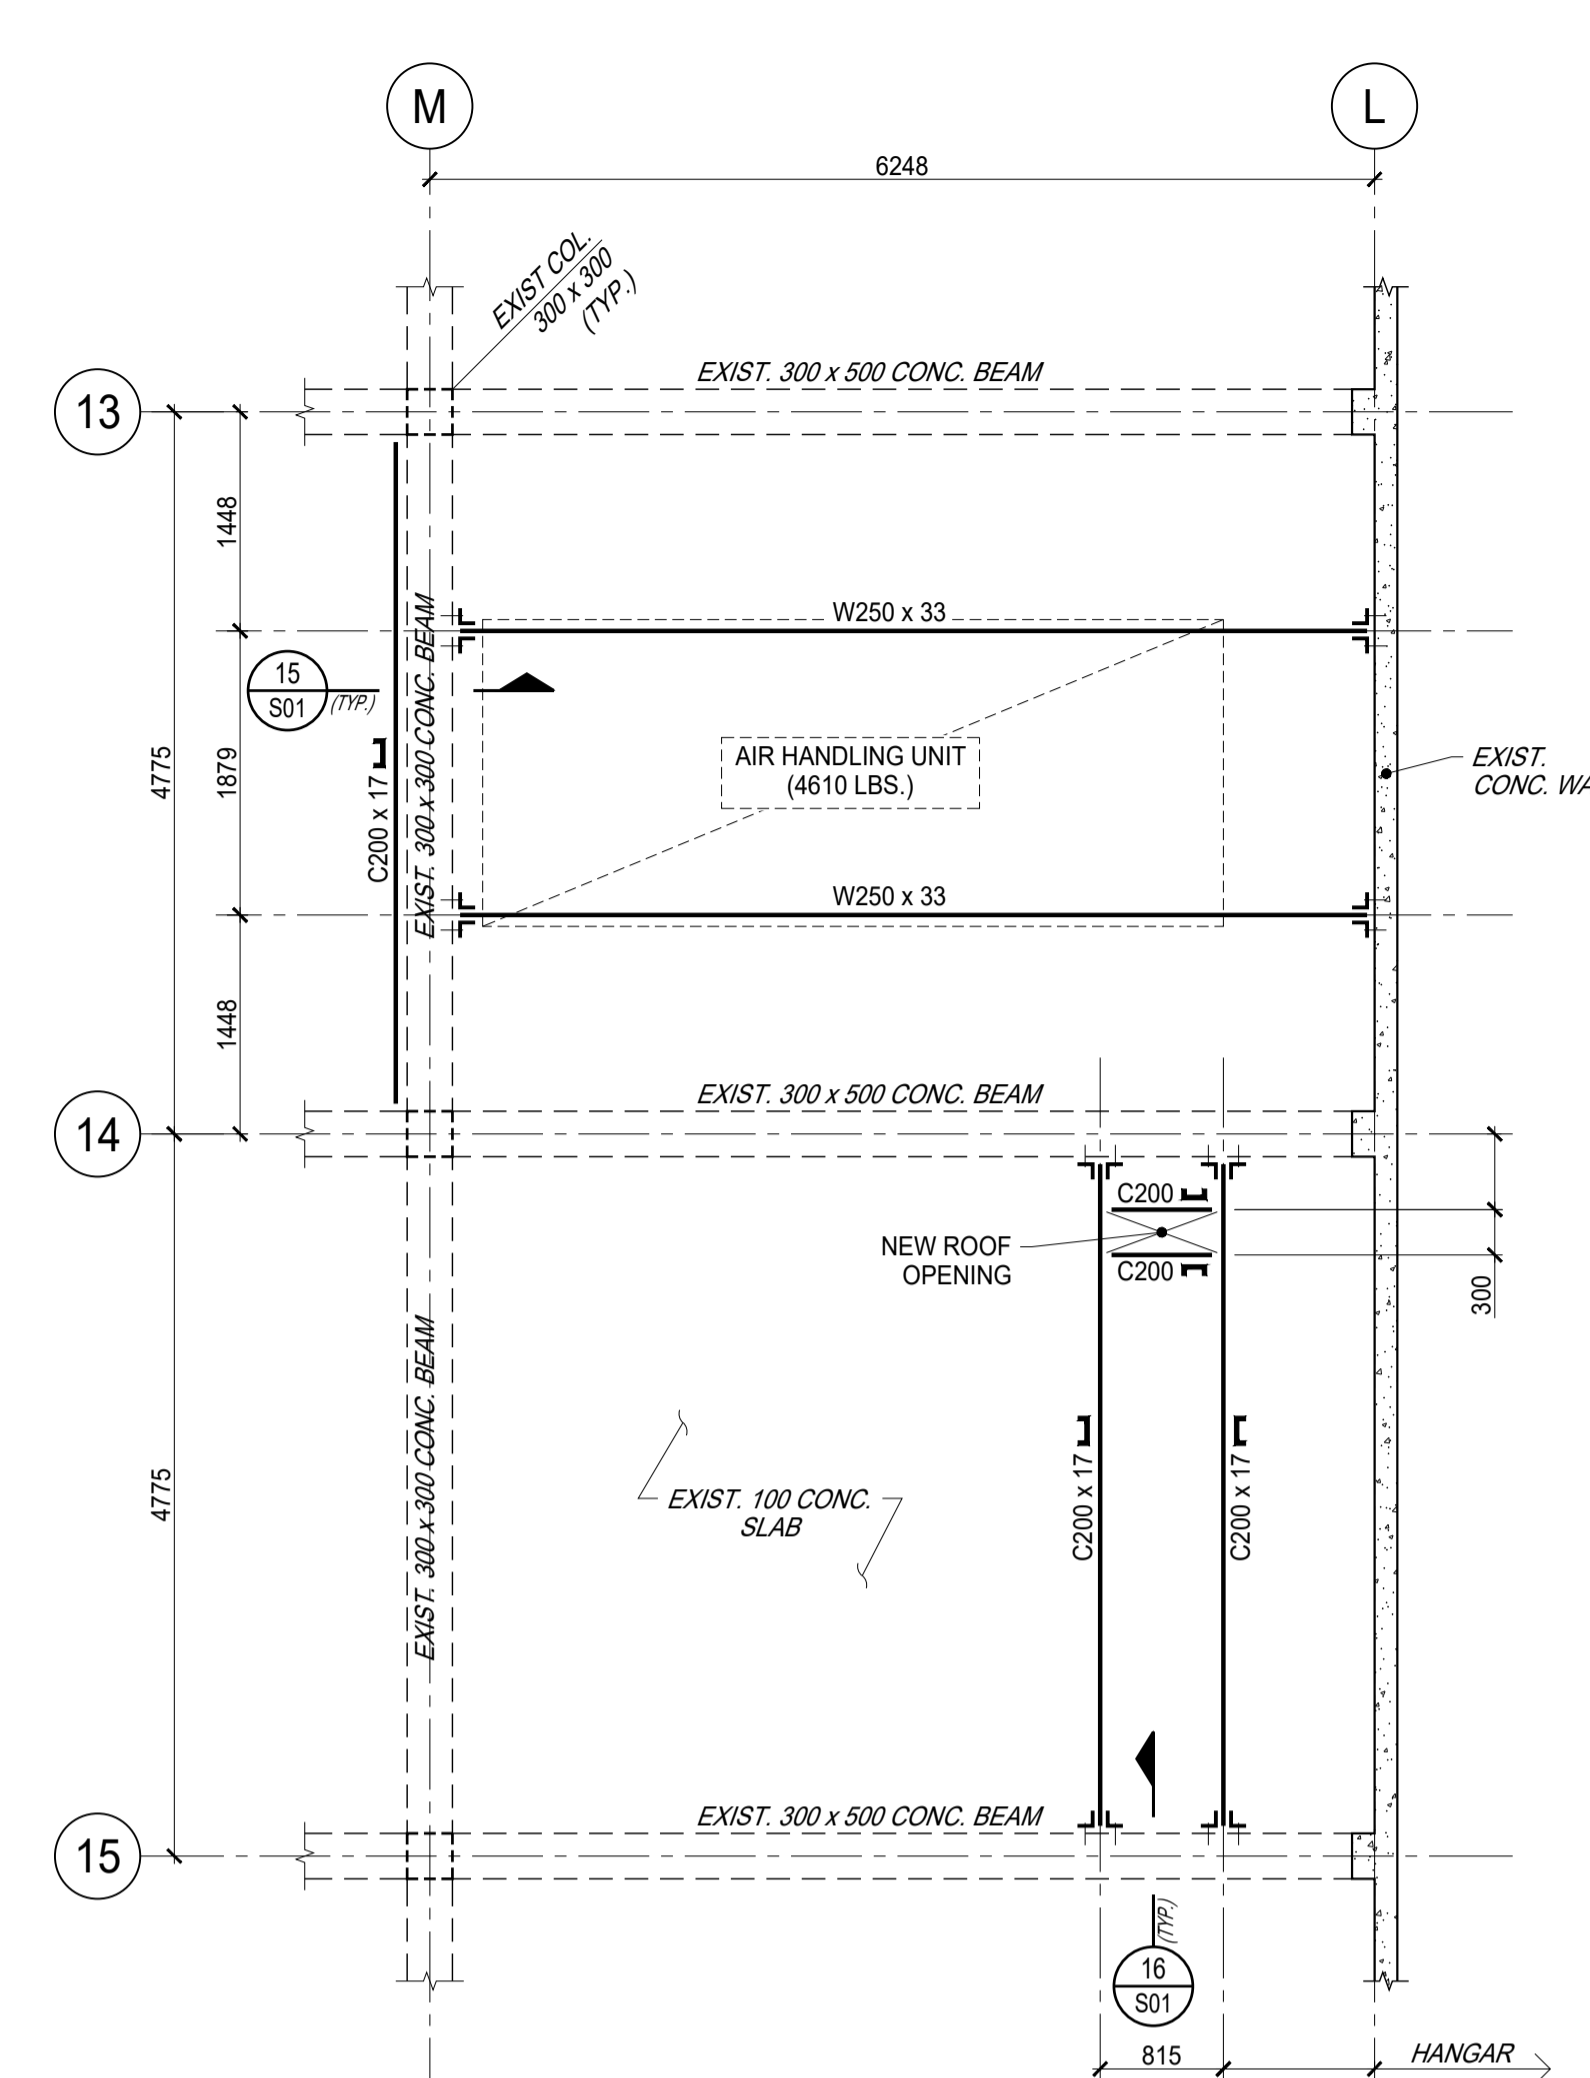 M
L
6248
EXIST COL.
300 x 300
(TYP.)
EXIST. 300 x 500 CONC. BEAM
13
1448
W250 x 33
15
S01
(TYP.)
EXIST. 300 x 300 CONC. BEAM
4775
1879
C200 x 17
AIR HANDLING UNIT
(4610 LBS.)
EXIST.
CONC. WA
W250 x 33
1448
EXIST. 300 x 500 CONC. BEAM
14
C200
NEW ROOF
OPENING
C200
300
EXIST. 300 x 300 CONC. BEAM
4775
EXIST. 100 CONC.
SLAB
C200 x 17
C200 x 17
EXIST. 300 x 500 CONC. BEAM
15
(TYP.)
16
S01
815
HANGAR